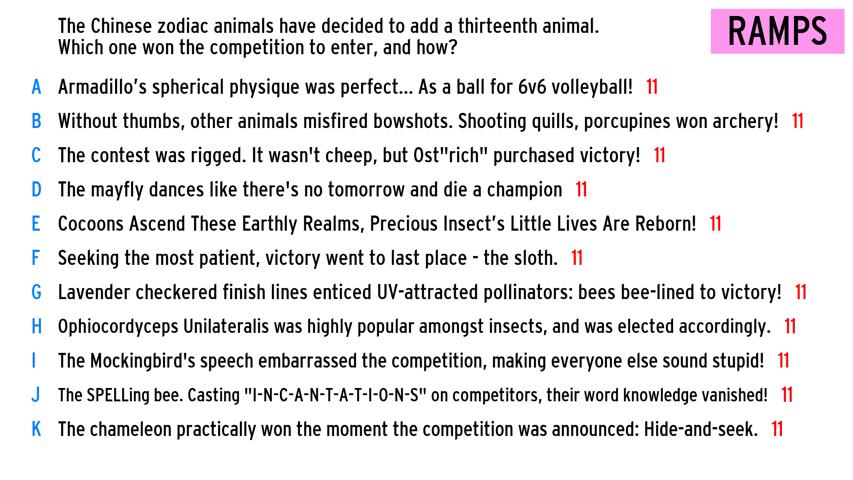 The Chinese zodiac animals have decided to add a thirteenth animal.
Which one won the competition to enter, and how?
RAMPS
A Armadillo's spherical physique was perfect... As a ball for 6v6 volleyball! 11
B Without thumbs, other animals misfired bowshots. Shooting quills, porcupines won archery! 11
C The contest was rigged. It wasn't cheep, but Ost"rich" purchased victory! 11
D The mayfly dances like there's no tomorrow and die a champion 11
E Cocoons Ascend These Earthly Realms, Precious Insect's Little Lives Are Reborn! 11
F Seeking the most patient, victory went to last place - the sloth. 11
G Lavender checkered finish lines enticed UV-attracted pollinators: bees bee-lined to victory! 11
H Ophiocordyceps Unilateralis was highly popular amongst insects, and was elected accordingly. 11
I The Mockingbird's speech embarrassed the competition, making everyone else sound stupid! 11
J The SPELLing bee. Casting "I-N-C-A-N-T-A-T-I-O-N-S" on competitors, their word knowledge vanished! 11
K The chameleon practically won the moment the competition was announced: Hide-and-seek. 11